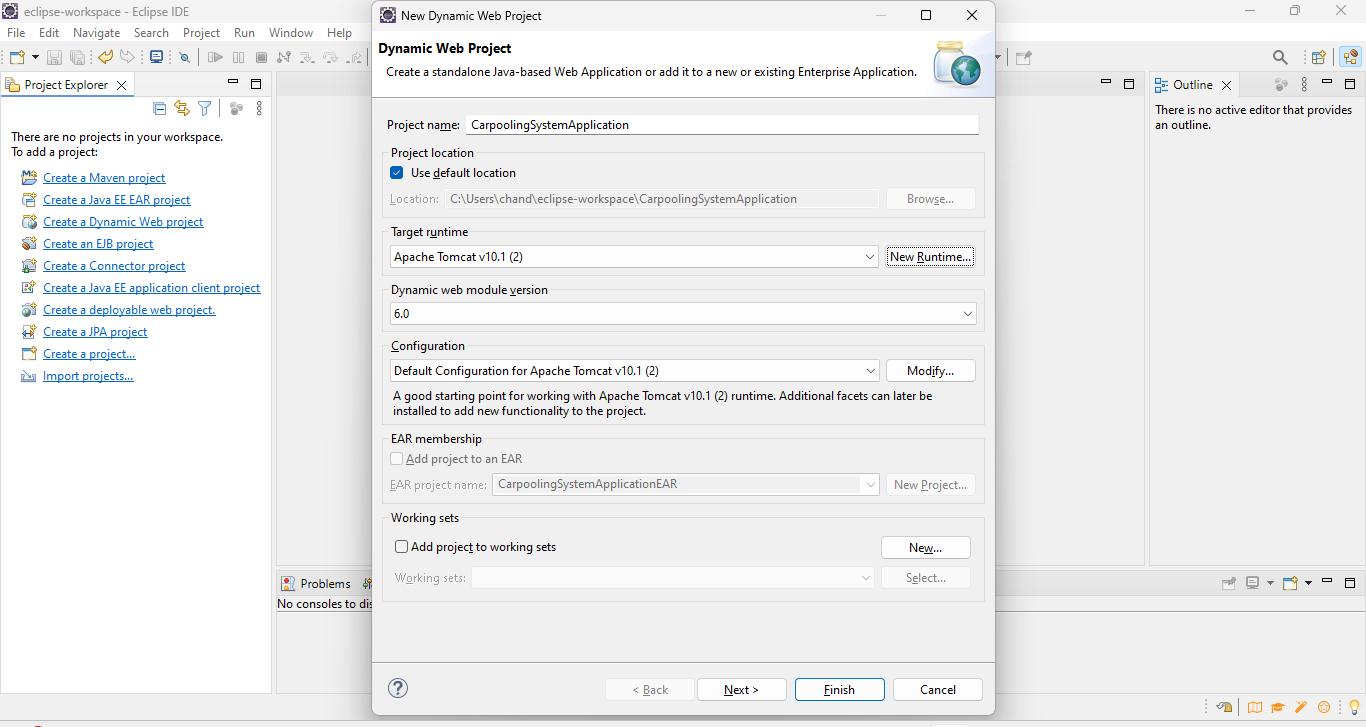 eclipse-workspace - Eclipse IDE
File Edit Navigate Search Project Run Window Help
Project Explorer
There are no projects in your workspace.
To add a project:
Create a Maven project
Create a Java EE EAR project
Create a Dynamic Web project
Create an EJB project
Create a Connector project
Create a Java EE application client project
Create a deployable web project.
Create a JPA project
Create a project...
Import projects...
New Dynamic Web Project
Dynamic Web Project
Create a standalone Java-based Web Application or add it to a new or existing Enterprise Application.
Project name: CarpoolingSystemApplication
Project location
Use default location
Location: C:\Users\chand\eclipse-workspace\CarpoolingSystemApplication Browse...
Target runtime
Apache Tomcat v10.1 (2) New Runtime...
Dynamic web module version
6.0
Configuration
Default Configuration for Apache Tomcat v10.1 (2) Modify...
A good starting point for working with Apache Tomcat v10.1 (2) runtime. Additional facets can later be
installed to add new functionality to the project.
EAR membership
Add project to an EAR
EAR project name: CarpoolingSystemApplicationEAR New Project...
Working sets
Add project to working sets New...
Working sets: Select...
< Back Next > Finish Cancel
Outline
There is no active editor that provides
an outline.
Problems
No consoles to dis